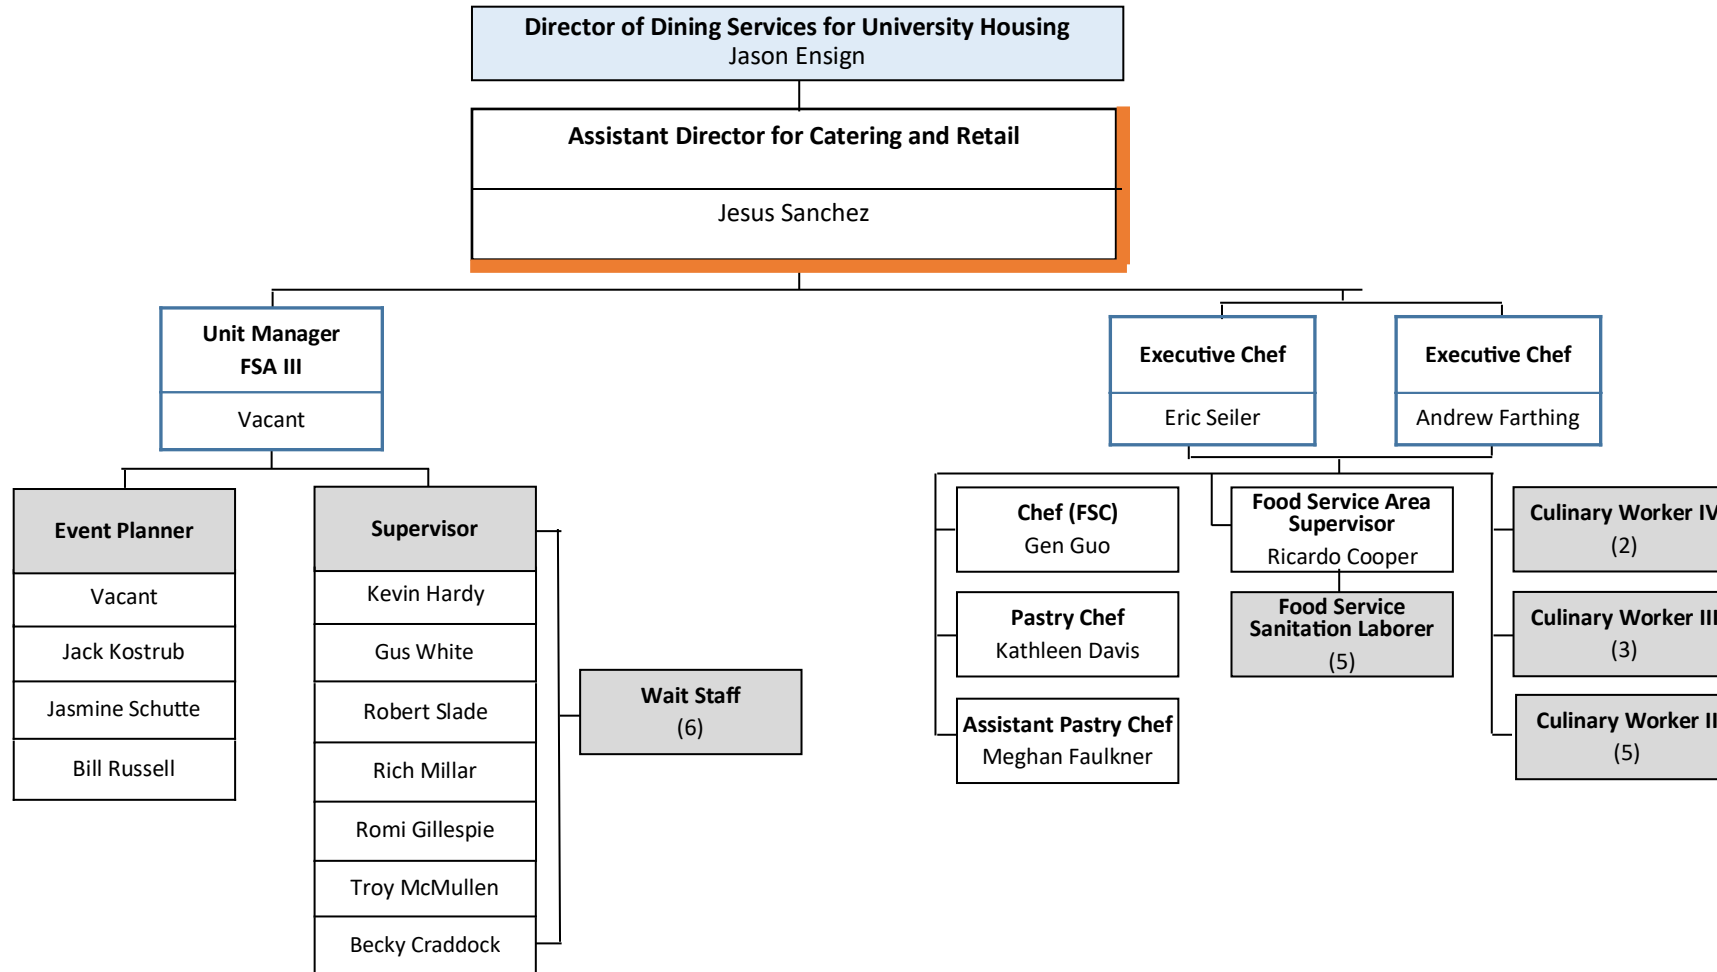 Director of Dining Services for University Housing
Jason Ensign
Assistant Director for Catering and Retail
Jesus Sanchez
Unit Manager
FSA III
Vacant
Executive Chef
Eric Seiler
Executive Chef
Andrew Farthing
Event Planner
Vacant
Jack Kostrub
Jasmine Schutte
Bill Russell
Supervisor
Kevin Hardy
Gus White
Robert Slade
Rich Millar
Romi Gillespie
Troy McMullen
Becky Craddock
Wait Staff
(6)
Chef (FSC)
Gen Guo
Pastry Chef
Kathleen Davis
Assistant Pastry Chef
Meghan Faulkner
Food Service Area
Supervisor
Ricardo Cooper
Food Service
Sanitation Laborer
(5)
Culinary Worker IV
(2)
Culinary Worker III
(3)
Culinary Worker II
(5)